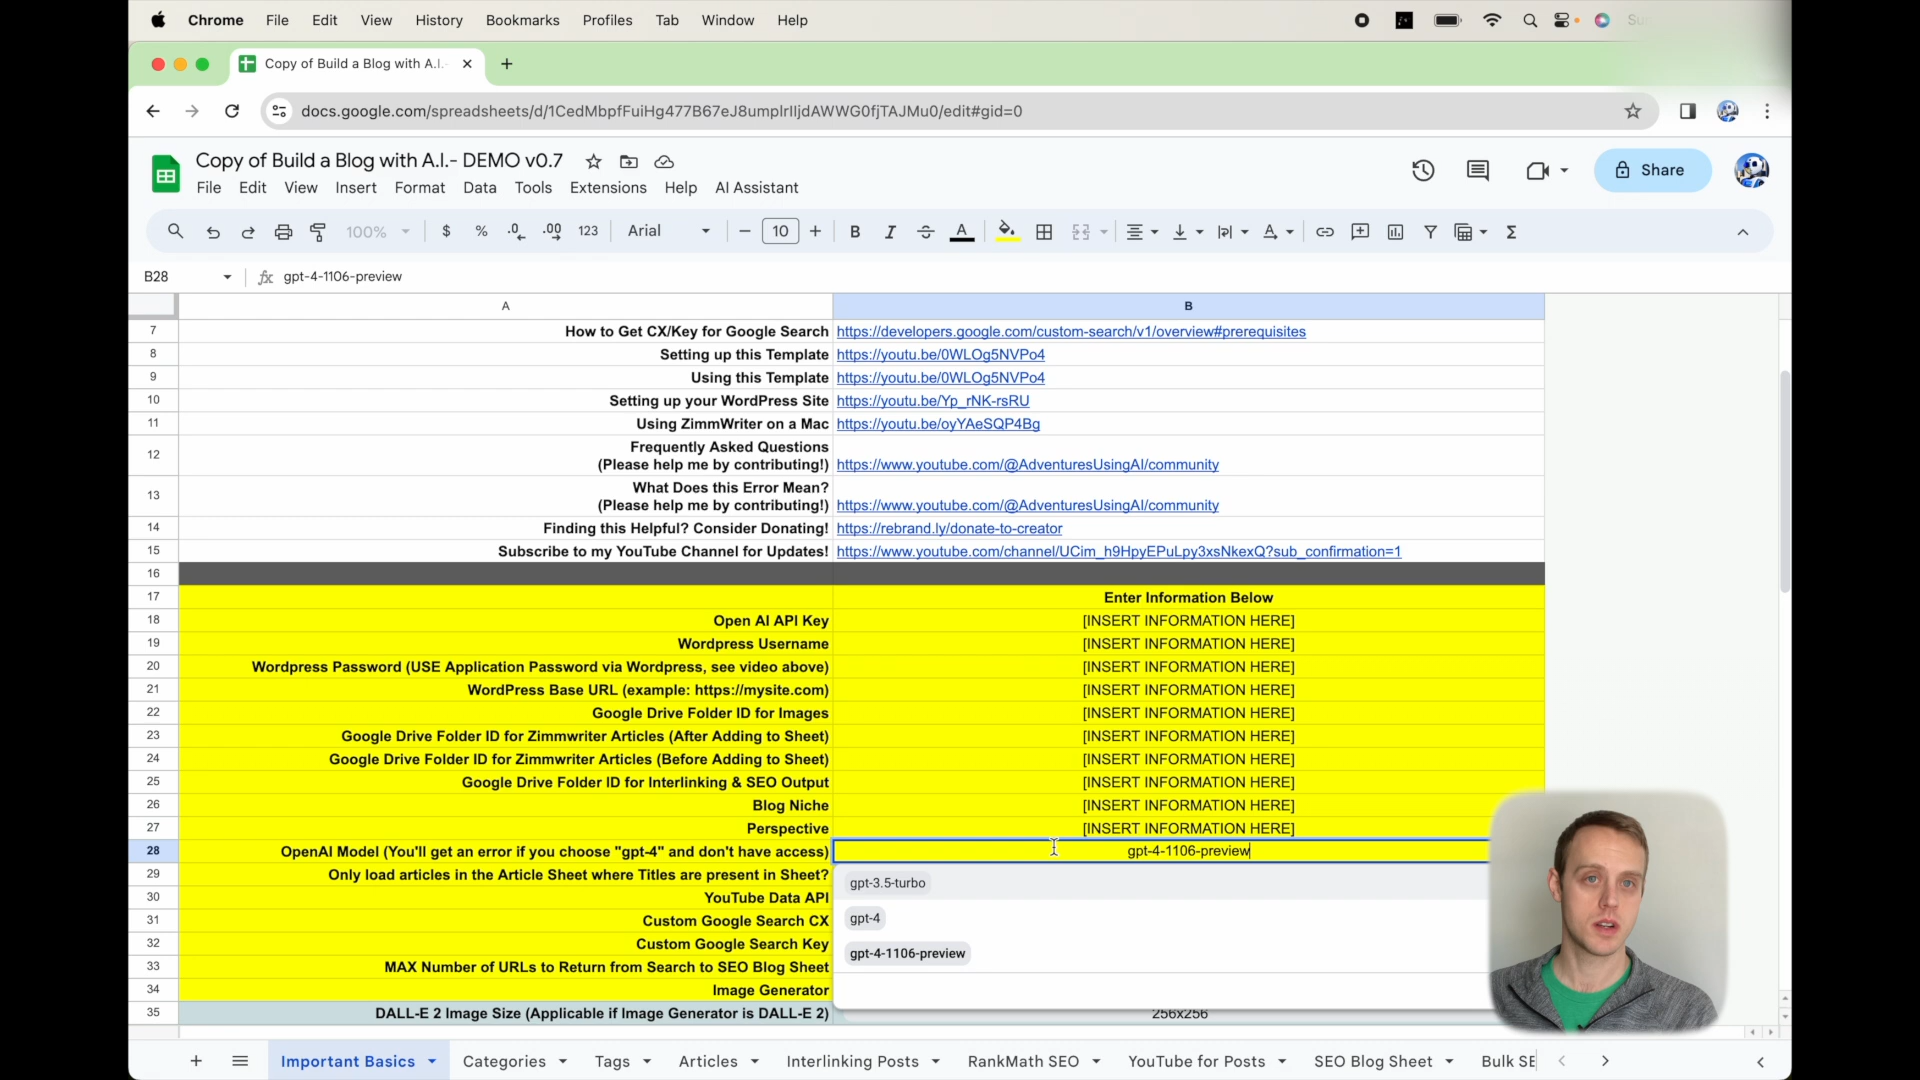 Chrome File Edit View History Bookmarks Profiles Tab Window Help
Copy of Build a Blog with A.I.-
docs.google.com/spreadsheets/d/1CedMbpfFuiHg477B67eJ8umplrIljdAWWG0fjTAJMu0/edit#gid=0
Copy of Build a Blog with A.I.- DEMO v0.7
File Edit View Insert Format Data Tools Extensions Help AI Assistant
Share
100% $ % .0 .00 123 Arial 10 B I A
B28 fx gpt-4-1106-preview
A B
7 How to Get CX/Key for Google Search https://developers.google.com/custom-search/v1/overview#prerequisites
8 Setting up this Template https://youtu.be/0WLOg5NVPo4
9 Using this Template https://youtu.be/0WLOg5NVPo4
10 Setting up your WordPress Site https://youtu.be/Yp_rNK-rsRU
11 Using ZimmWriter on a Mac https://youtu.be/oyYAeSQP4Bg
12 Frequently Asked Questions
(Please help me by contributing!) https://www.youtube.com/@AdventuresUsingAI/community
13 What Does this Error Mean?
(Please help me by contributing!) https://www.youtube.com/@AdventuresUsingAI/community
14 Finding this Helpful? Consider Donating! https://rebrand.ly/donate-to-creator
15 Subscribe to my YouTube Channel for Updates! https://www.youtube.com/channel/UCim_h9HpyEPuLpy3xsNkexQ?sub_confirmation=1
16
17 Enter Information Below
18 Open AI API Key [INSERT INFORMATION HERE]
19 Wordpress Username [INSERT INFORMATION HERE]
20 Wordpress Password (USE Application Password via Wordpress, see video above) [INSERT INFORMATION HERE]
21 WordPress Base URL (example: https://mysite.com) [INSERT INFORMATION HERE]
22 Google Drive Folder ID for Images [INSERT INFORMATION HERE]
23 Google Drive Folder ID for Zimmwriter Articles (After Adding to Sheet) [INSERT INFORMATION HERE]
24 Google Drive Folder ID for Zimmwriter Articles (Before Adding to Sheet) [INSERT INFORMATION HERE]
25 Google Drive Folder ID for Interlinking & SEO Output [INSERT INFORMATION HERE]
26 Blog Niche [INSERT INFORMATION HERE]
27 Perspective [INSERT INFORMATION HERE]
28 OpenAI Model (You'll get an error if you choose "gpt-4" and don't have access) gpt-4-1106-preview
29 Only load articles in the Article Sheet where Titles are present in Sheet? gpt-3.5-turbo
30 YouTube Data API
31 Custom Google Search CX gpt-4
32 Custom Google Search Key gpt-4-1106-preview
33 MAX Number of URLs to Return from Search to SEO Blog Sheet
34 Image Generator
35 DALL-E 2 Image Size (Applicable if Image Generator is DALL-E 2) 256x256
Important Basics Categories Tags Articles Interlinking Posts RankMath SEO YouTube for Posts SEO Blog Sheet Bulk SE